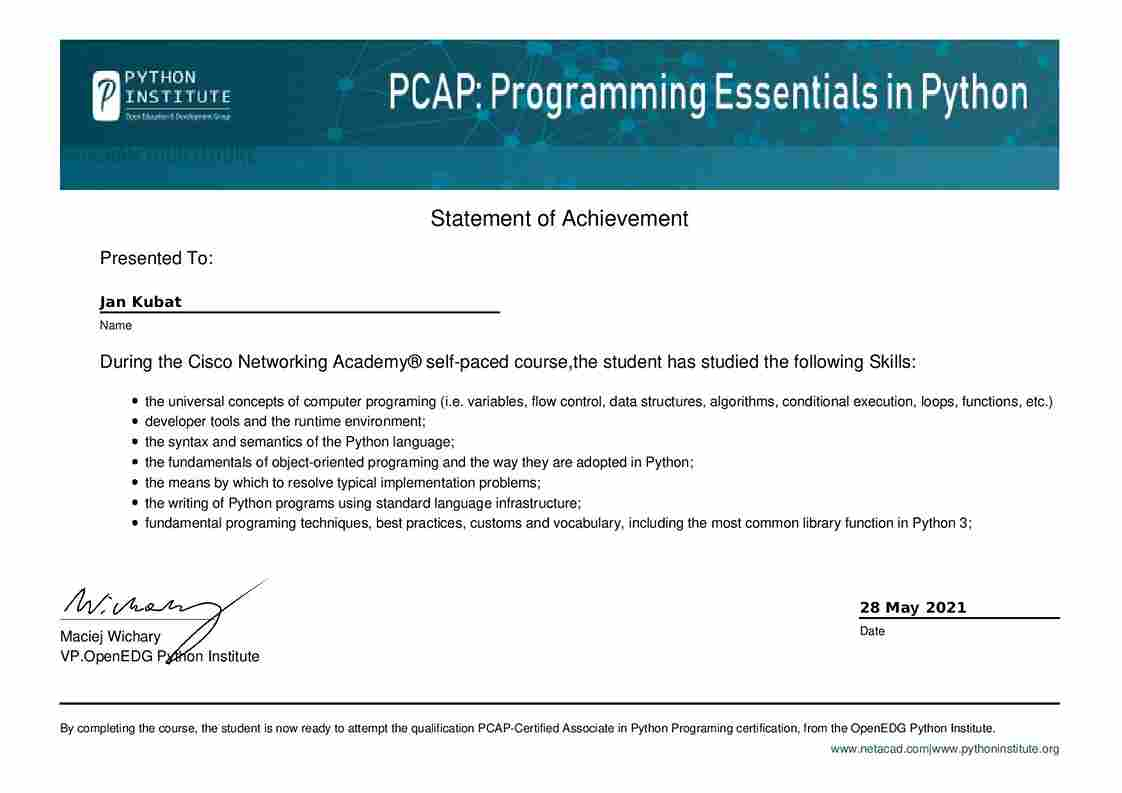 PYTHON
INSTITUTE
Open Education & Development Group
PCAP: Programming Essentials in Python
Statement of Achievement
Presented To:
Jan Kubat
Name
During the Cisco Networking Academy® self-paced course,the student has studied the following Skills:
• the universal concepts of computer programing (i.e. variables, flow control, data structures, algorithms, conditional execution, loops, functions, etc.)
• developer tools and the runtime environment;
• the syntax and semantics of the Python language;
• the fundamentals of object-oriented programing and the way they are adopted in Python;
• the means by which to resolve typical implementation problems;
• the writing of Python programs using standard language infrastructure;
• fundamental programing techniques, best practices, customs and vocabulary, including the most common library function in Python 3;
Wichary
Maciej Wichary
VP.OpenEDG Python Institute
28 May 2021
Date
By completing the course, the student is now ready to attempt the qualification PCAP-Certified Associate in Python Programing certification, from the OpenEDG Python Institute.
www.netacad.com|www.pythoninstitute.org